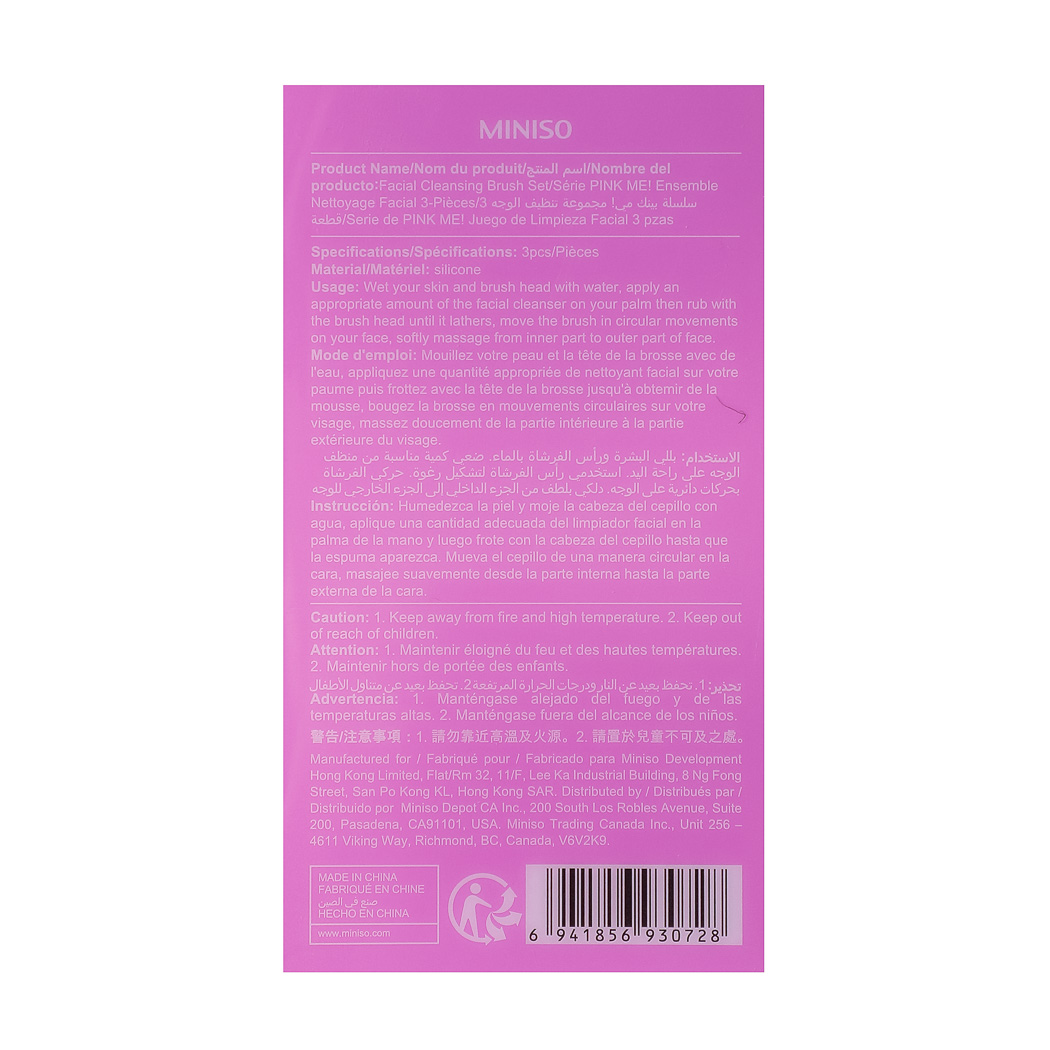 MINISO
Product Name/Nom du produit/اسم المنتج/Nombre del
producto:Facial Cleansing Brush Set/Série PINK ME! Ensemble
Nettoyage Facial 3-Pièces/سلسلة بينك مي! مجموعة تنظيف الوجه 3
قطعة/Serie de PINK ME! Juego de Limpieza Facial 3 pzas
Specifications/Spécifications: 3pcs/Pièces
Material/Matériel: silicone
Usage: Wet your skin and brush head with water, apply an
appropriate amount of the facial cleanser on your palm then rub with
the brush head until it lathers, move the brush in circular movements
on your face, softly massage from inner part to outer part of face.
Mode d'emploi: Mouillez votre peau et la tête de la brosse avec de
l'eau, appliquez une quantité appropriée de nettoyant facial sur votre
paume puis frottez avec la tête de la brosse jusqu'à obtemir de la
mousse, bougez la brosse en mouvements circulaires sur votre
visage, massez doucement de la partie intérieure à la partie
extérieure du visage.
الاستخدام: بللي البشرة ورأس الفرشاة بالماء. ضعي كمية مناسبة من منظف
الوجه على راحة اليد. استخدمي رأس الفرشاة لتشكيل رغوة. حركي الفرشاة
بحركات دائرية على الوجه. دلكي بلطف من الجزء الداخلي إلى الجزء الخارجي للوجه
Instrucción: Humedezca la piel y moje la cabeza del cepillo con
agua, aplique una cantidad adecuada del limpiador facial en la
palma de la mano y luego frote con la cabeza del cepillo hasta que
la espuma aparezca. Mueva el cepillo de una manera circular en la
cara, masajee suavemente desde la parte interna hasta la parte
externa de la cara.
Caution: 1. Keep away from fire and high temperature. 2. Keep out
of reach of children.
Attention: 1. Maintenir éloigné du feu et des hautes températures.
2. Maintenir hors de portée des enfants.
تحذير: 1. تحفظ بعيد عن النار ودرجات الحرارة المرتفعة 2. تحفظ بعيد عن متناول الأطفال
Advertencia: 1. Manténgase alejado del fuego y de las
temperaturas altas. 2. Manténgase fuera del alcance de los niños.
警告/注意事項：1. 請勿靠近高溫及火源。2. 請置於兒童不可及之處。
Manufactured for / Fabriqué pour / Fabricado para Miniso Development
Hong Kong Limited, Flat/Rm 32, 11/F, Lee Ka Industrial Building, 8 Ng Fong
Street, San Po Kong KL, Hong Kong SAR. Distributed by / Distribués par /
Distribuido por Miniso Depot CA Inc., 200 South Los Robles Avenue, Suite
200, Pasadena, CA91101, USA. Miniso Trading Canada Inc., Unit 256 –
4611 Viking Way, Richmond, BC, Canada, V6V2K9.
MADE IN CHINA
FABRIQUÉ EN CHINE
صنع في الصين
HECHO EN CHINA
www.miniso.com
6 941856 930728